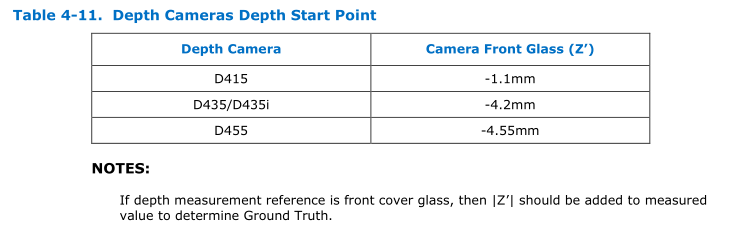 Table 4-11. Depth Cameras Depth Start Point
Depth Camera Camera Front Glass (Z’)
D415 -1.1mm
D435/D435i -4.2mm
D455 -4.55mm
NOTES:
If depth measurement reference is front cover glass, then |Z’| should be added to measured
value to determine Ground Truth.